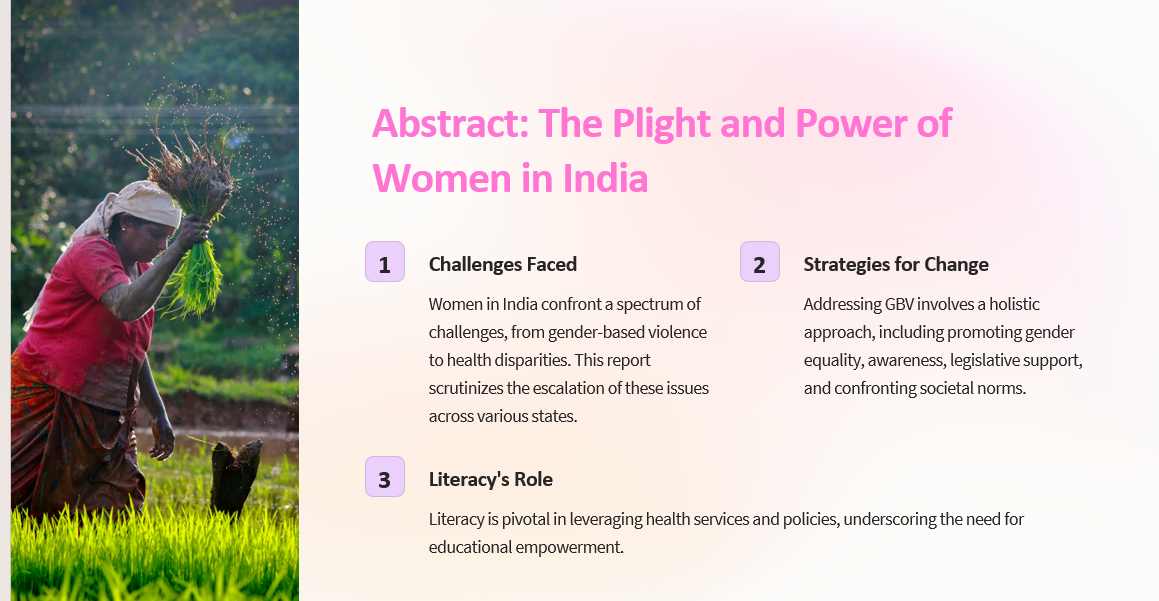 Abstract: The Plight and Power of
Women in India
1
Challenges Faced
Women in India confront a spectrum of
challenges, from gender-based violence
to health disparities. This report
scrutinizes the escalation of these issues
across various states.
2
Strategies for Change
Addressing GBV involves a holistic
approach, including promoting gender
equality, awareness, legislative support,
and confronting societal norms.
3
Literacy's Role
Literacy is pivotal in leveraging health services and policies, underscoring the need for
educational empowerment.